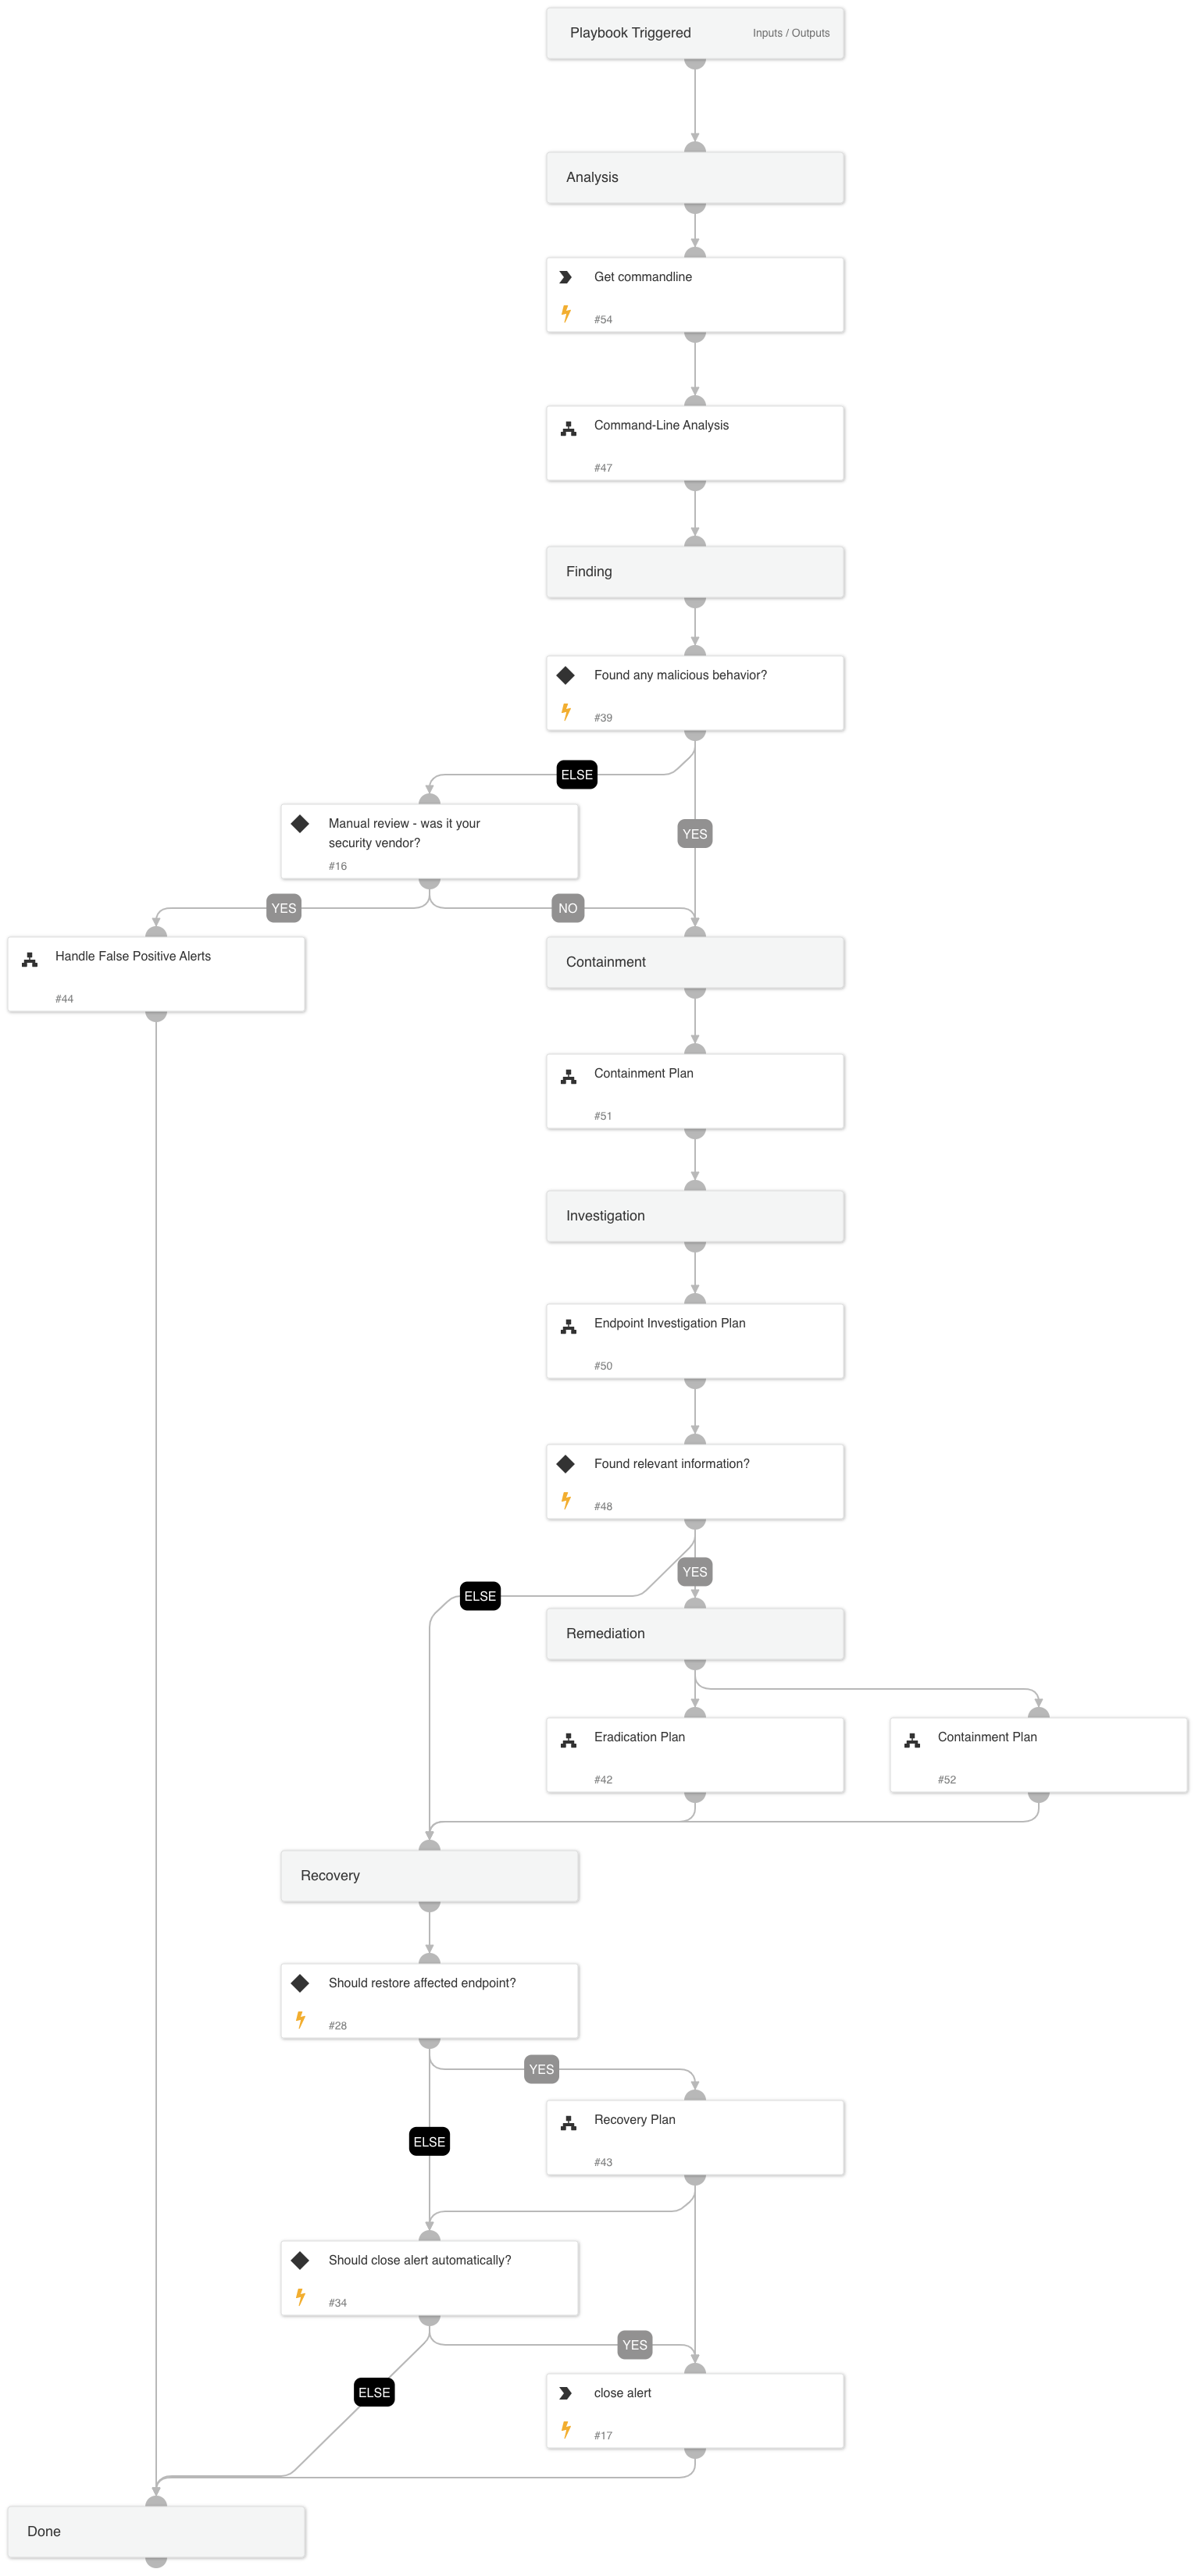 Playbook Triggered
Inputs / Outputs
Analysis
Get commandline
#54
Command-Line Analysis
#47
Finding
Found any malicious behavior?
#39
ELSE
Manual review - was it your
security vendor?
#16
YES
YES
NO
Handle False Positive Alerts
#44
Containment
Containment Plan
#51
Investigation
Endpoint Investigation Plan
#50
Found relevant information?
#48
YES
ELSE
Remediation
Eradication Plan
#42
Containment Plan
#52
Recovery
Should restore affected endpoint?
#28
YES
Recovery Plan
#43
ELSE
Should close alert automatically?
#34
YES
ELSE
close alert
#17
Done